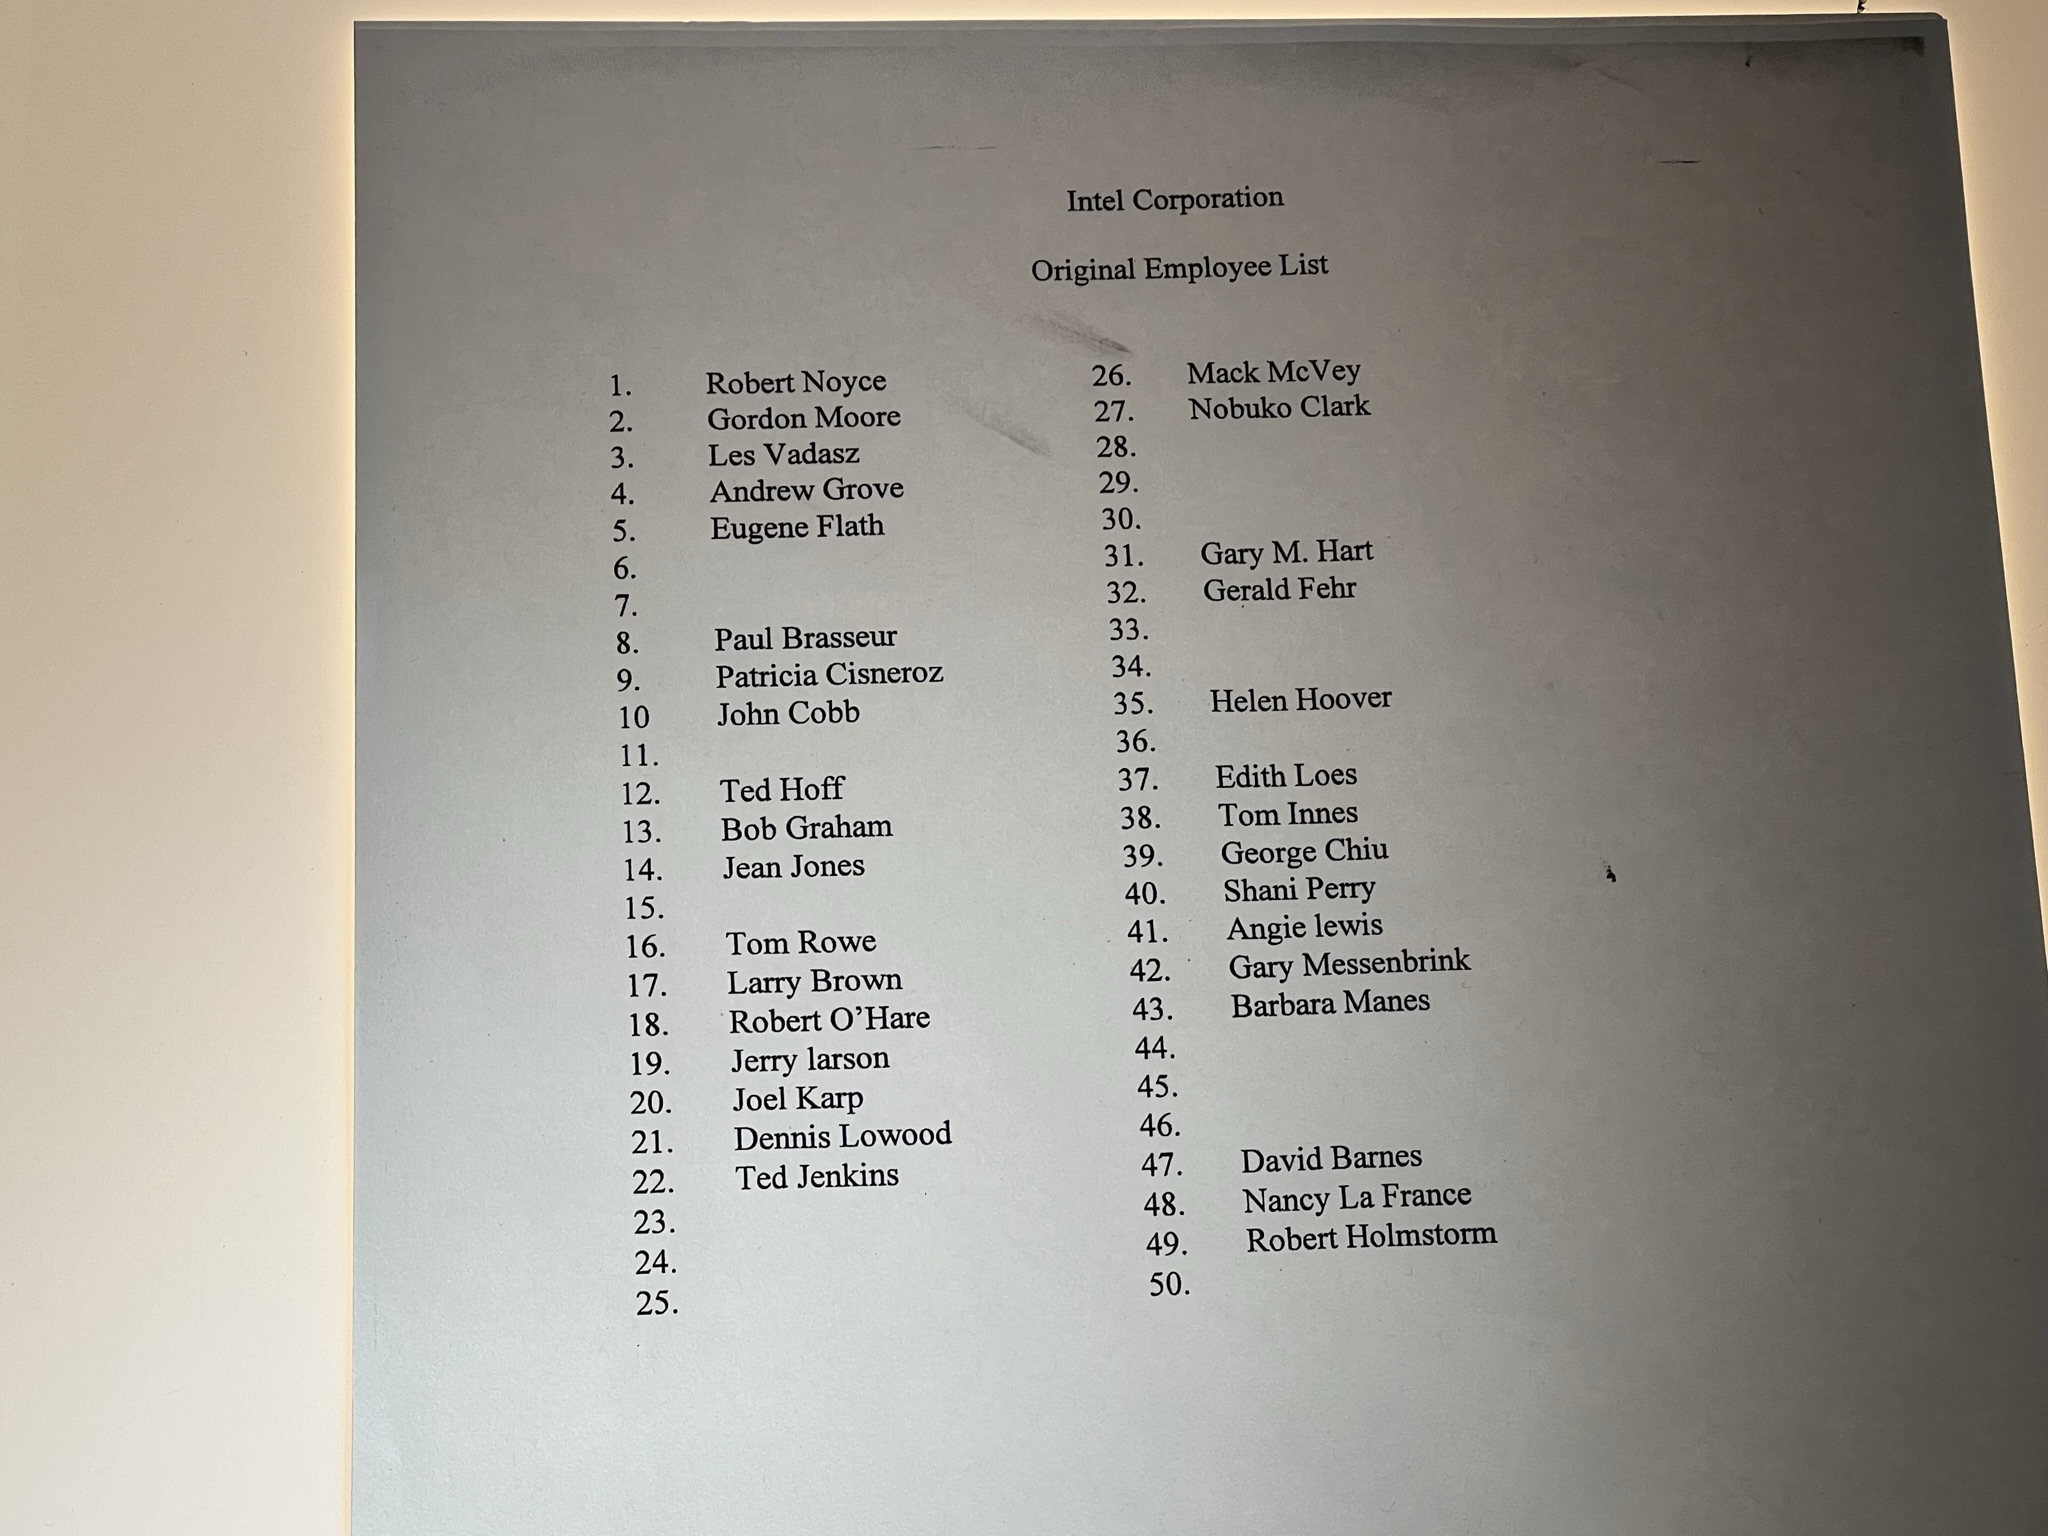 Intel Corporation
Original Employee List
1. Robert Noyce
2. Gordon Moore
3. Les Vadasz
4. Andrew Grove
5. Eugene Flath
6.
7.
8. Paul Brasseur
9. Patricia Cisneroz
10 John Cobb
11.
12. Ted Hoff
13. Bob Graham
14. Jean Jones
15.
16. Tom Rowe
17. Larry Brown
18. Robert O’Hare
19. Jerry larson
20. Joel Karp
21. Dennis Lowood
22. Ted Jenkins
23.
24.
25.
26. Mack McVey
27. Nobuko Clark
28.
29.
30.
31. Gary M. Hart
32. Gerald Fehr
33.
34.
35. Helen Hoover
36.
37. Edith Loes
38. Tom Innes
39. George Chiu
40. Shani Perry
41. Angie lewis
42. Gary Messenbrink
43. Barbara Manes
44.
45.
46.
47. David Barnes
48. Nancy La France
49. Robert Holmstorm
50.